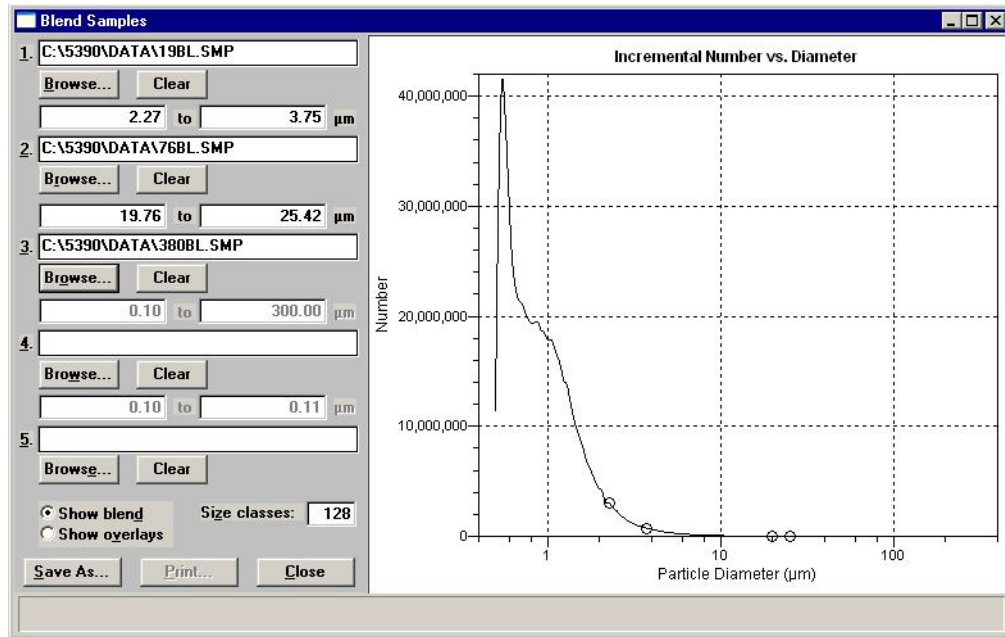 Blend Samples
1. C:\5390\DATA\19BL.SMP
Browse... Clear
2.27 to 3.75 µm
2. C:\5390\DATA\76BL.SMP
Browse... Clear
19.76 to 25.42 µm
3. C:\5390\DATA\380BL.SMP
Browse... Clear
0.10 to 300.00 µm
4.
Browse... Clear
0.10 to 0.11 µm
5.
Browse... Clear
Show blend Size classes: 128
Show overlays
Save As... Print... Close
Incremental Number vs. Diameter
Number
40,000,000
30,000,000
20,000,000
10,000,000
0
1 10 100
Particle Diameter (µm)